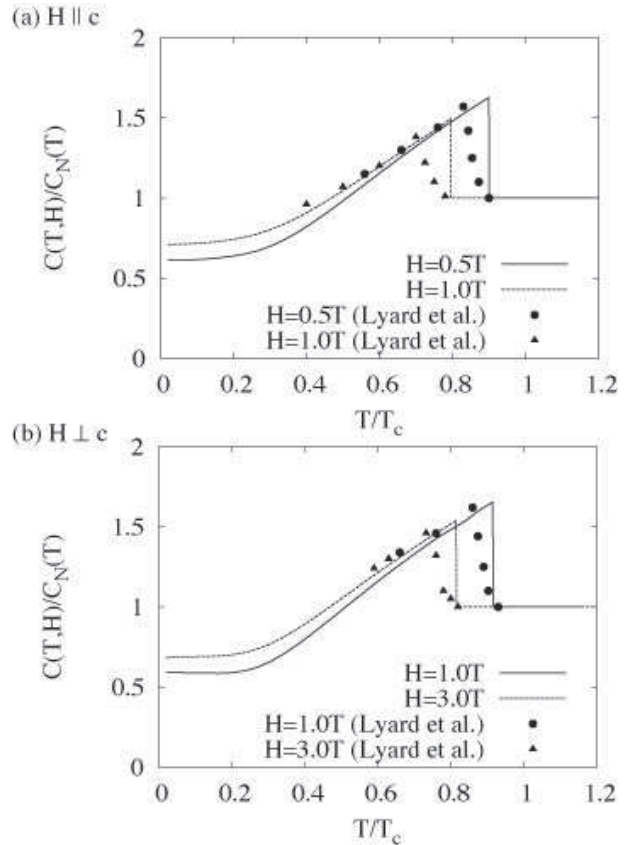 (a) H || c
2
1.5
1
0.5
0
C(T,H)/C_N(T)
H=0.5T
H=1.0T
H=0.5T (Lyard et al.)
H=1.0T (Lyard et al.)
0 0.2 0.4 0.6 0.8 1 1.2
T/T_c
(b) H ⊥ c
2
1.5
1
0.5
0
C(T,H)/C_N(T)
H=1.0T
H=3.0T
H=1.0T (Lyard et al.)
H=3.0T (Lyard et al.)
0 0.2 0.4 0.6 0.8 1 1.2
T/T_c